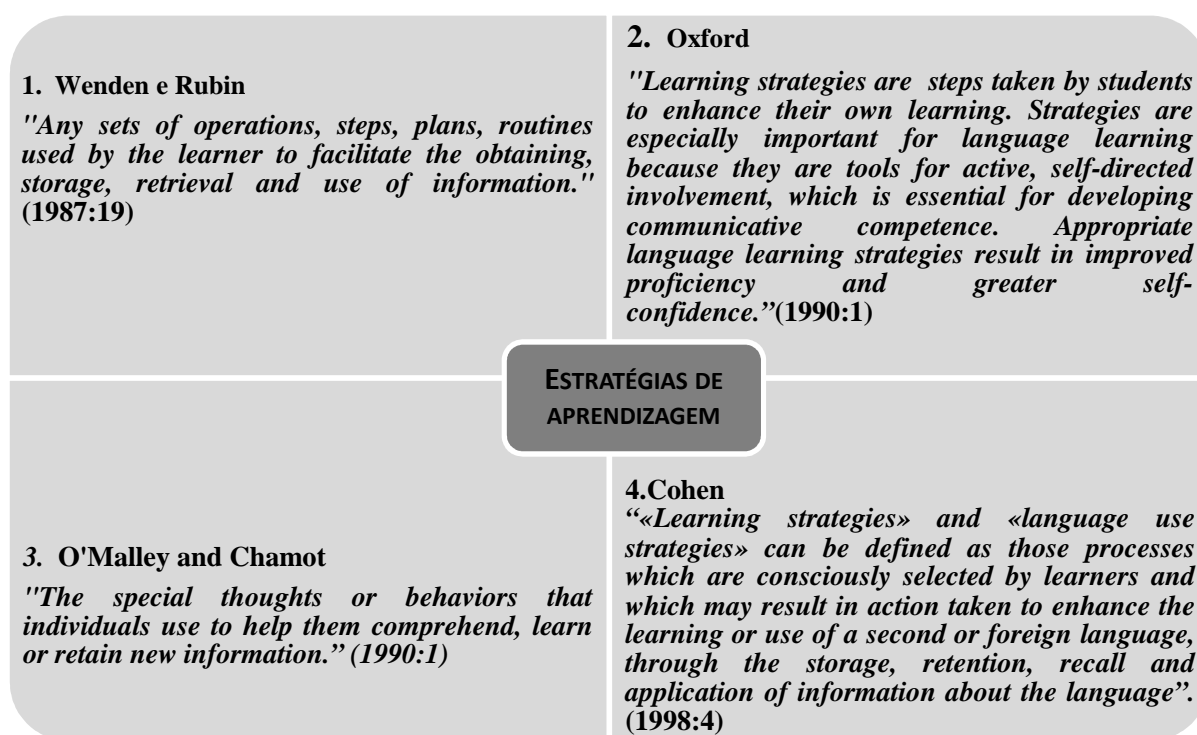 1. Wenden e Rubin
"Any sets of operations, steps, plans, routines
used by the learner to facilitate the obtaining,
storage, retrieval and use of information."
(1987:19)
2. Oxford
"Learning strategies are steps taken by students
to enhance their own learning. Strategies are
especially important for language learning
because they are tools for active, self-directed
involvement, which is essential for developing
communicative competence. Appropriate
language learning strategies result in improved
proficiency and greater self-
confidence.”(1990:1)
ESTRATÉGIAS DE
APRENDIZAGEM
3. O'Malley and Chamot
"The special thoughts or behaviors that
individuals use to help them comprehend, learn
or retain new information.” (1990:1)
4.Cohen
“«Learning strategies» and «language use
strategies» can be defined as those processes
which are consciously selected by learners and
which may result in action taken to enhance the
learning or use of a second or foreign language,
through the storage, retention, recall and
application of information about the language”.
(1998:4)